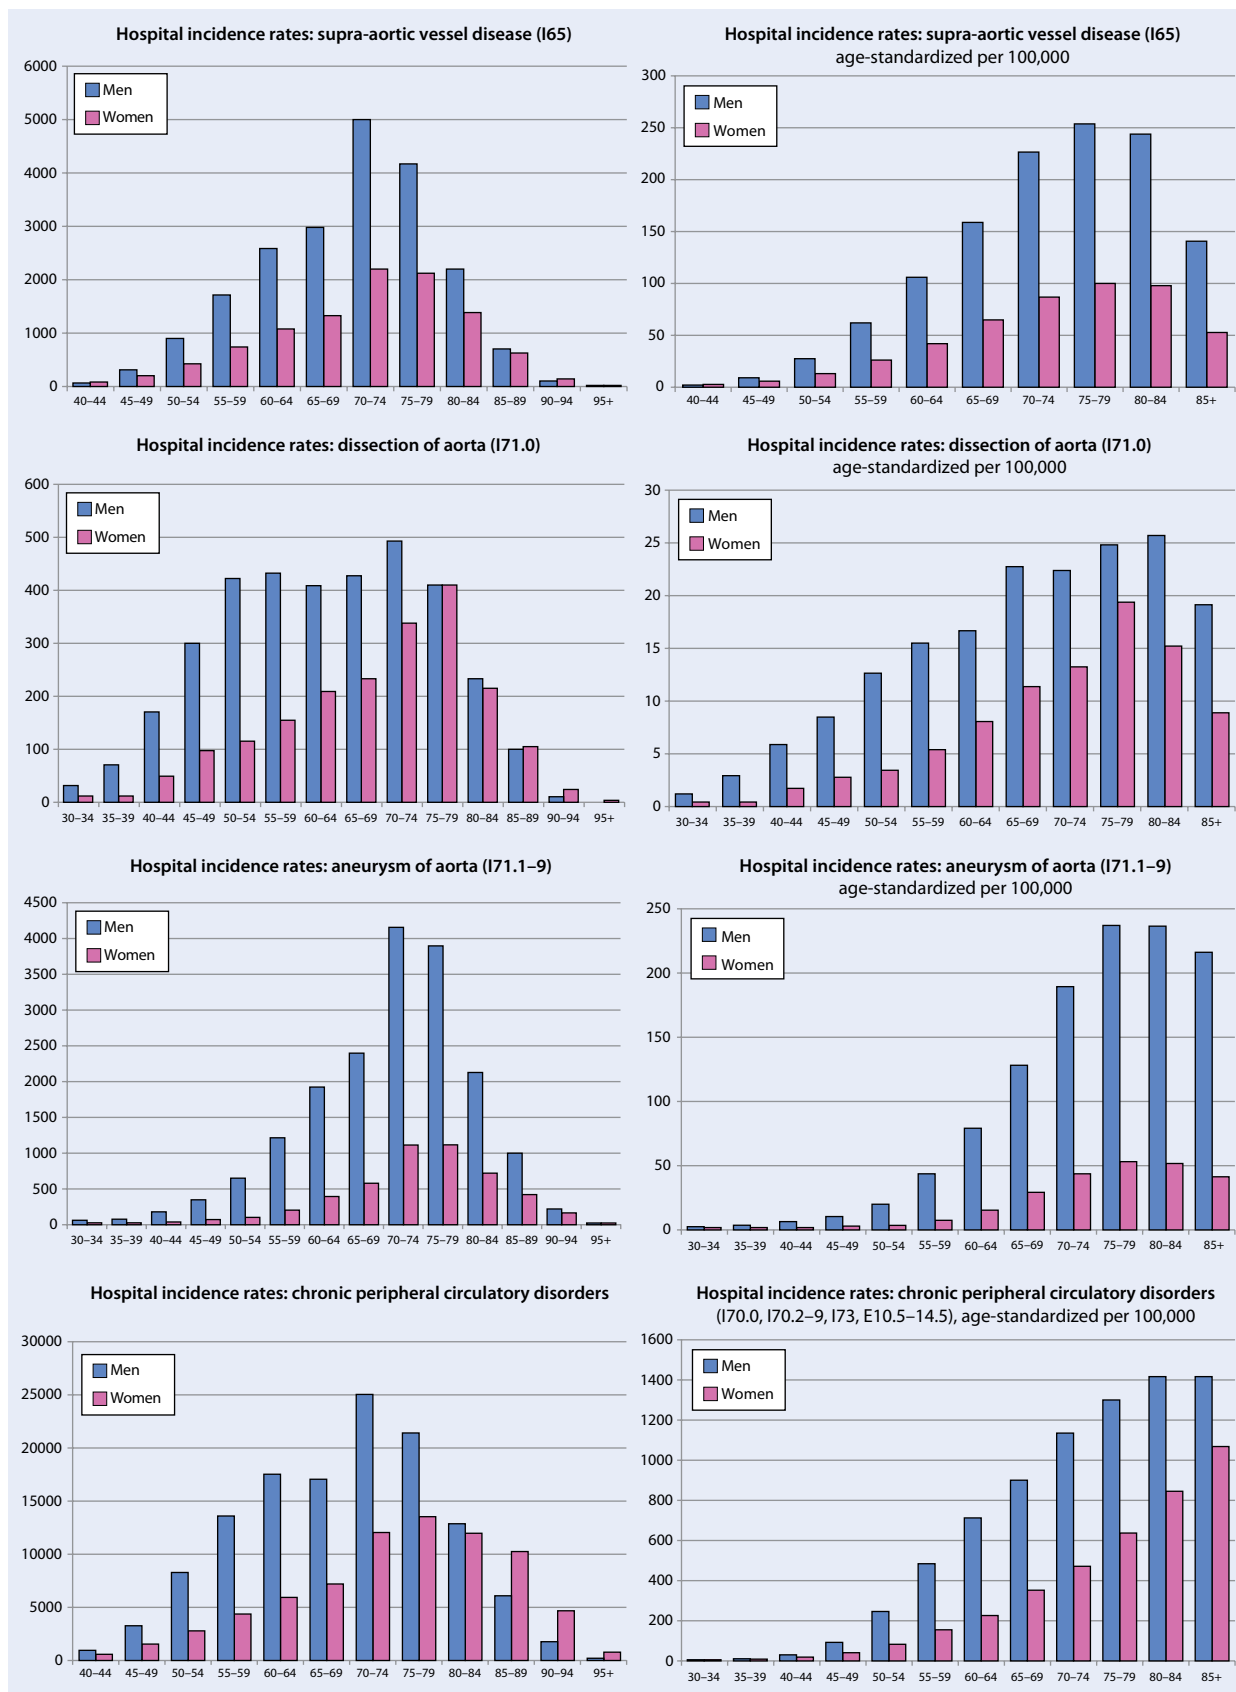 Hospital incidence rates: supra-aortic vessel disease (I65)
6000
5000
4000
3000
2000
1000
0
Men
Women
40–44 45–49 50–54 55–59 60–64 65–69 70–74 75–79 80–84 85–89 90–94 95+
Hospital incidence rates: supra-aortic vessel disease (I65)
age-standardized per 100,000
300
250
200
150
100
50
0
Men
Women
40–44 45–49 50–54 55–59 60–64 65–69 70–74 75–79 80–84 85+
Hospital incidence rates: dissection of aorta (I71.0)
600
500
400
300
200
100
0
Men
Women
30–34 35–39 40–44 45–49 50–54 55–59 60–64 65–69 70–74 75–79 80–84 85–89 90–94 95+
Hospital incidence rates: dissection of aorta (I71.0)
age-standardized per 100,000
30
25
20
15
10
5
0
Men
Women
30–34 35–39 40–44 45–49 50–54 55–59 60–64 65–69 70–74 75–79 80–84 85+
Hospital incidence rates: aneurysm of aorta (I71.1–9)
4500
4000
3500
3000
2500
2000
1500
1000
500
0
Men
Women
30–34 35–39 40–44 45–49 50–54 55–59 60–64 65–69 70–74 75–79 80–84 85–89 90–94 95+
Hospital incidence rates: aneurysm of aorta (I71.1–9)
age-standardized per 100,000
250
200
150
100
50
0
Men
Women
30–34 35–39 40–44 45–49 50–54 55–59 60–64 65–69 70–74 75–79 80–84 85+
Hospital incidence rates: chronic peripheral circulatory disorders
30000
25000
20000
15000
10000
5000
0
Men
Women
40–44 45–49 50–54 55–59 60–64 65–69 70–74 75–79 80–84 85–89 90–94 95+
Hospital incidence rates: chronic peripheral circulatory disorders
(I70.0, I70.2–9, I73, E10.5–14.5), age-standardized per 100,000
1600
1400
1200
1000
800
600
400
200
0
Men
Women
30–34 35–39 40–44 45–49 50–54 55–59 60–64 65–69 70–74 75–79 80–84 85+